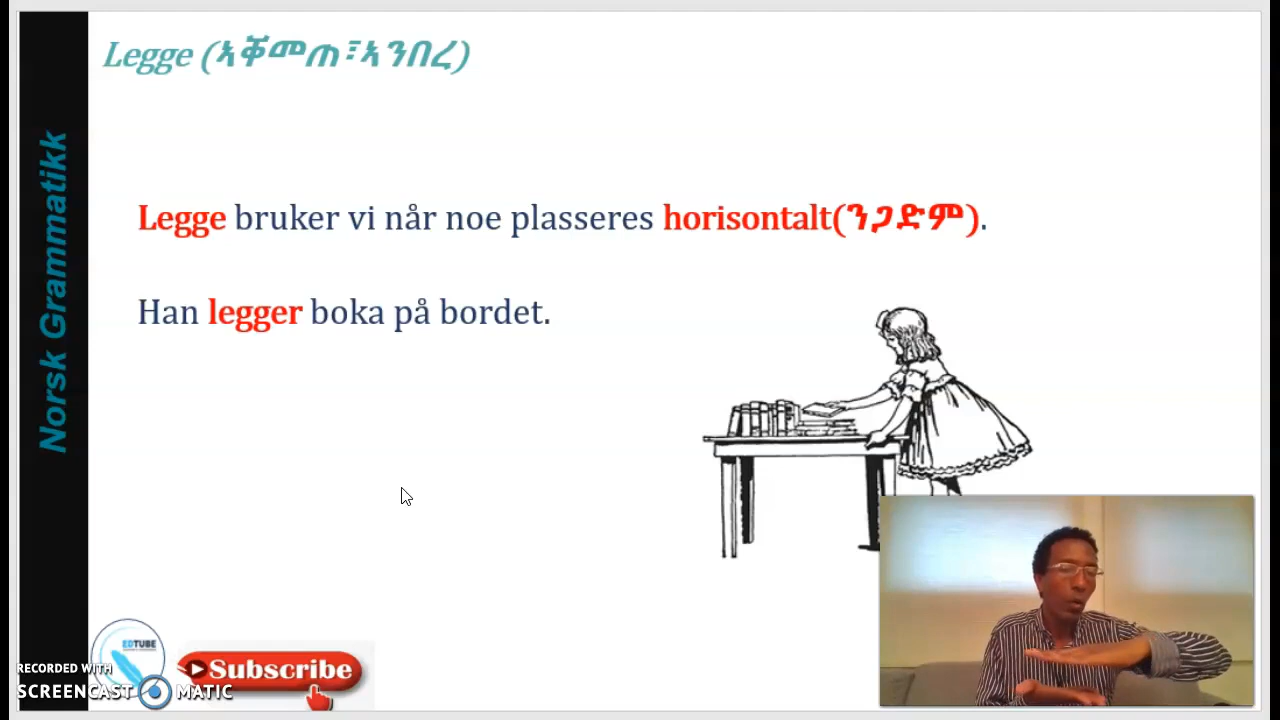 Legge (ኣቐመጠ፣ኣንበረ)
Norsk Grammatikk
Legge bruker vi når noe plasseres horisontalt(ንጋድም).
Han legger boka på bordet.
EDTUBE
Subscribe
RECORDED WITH
SCREENCAST MATIC